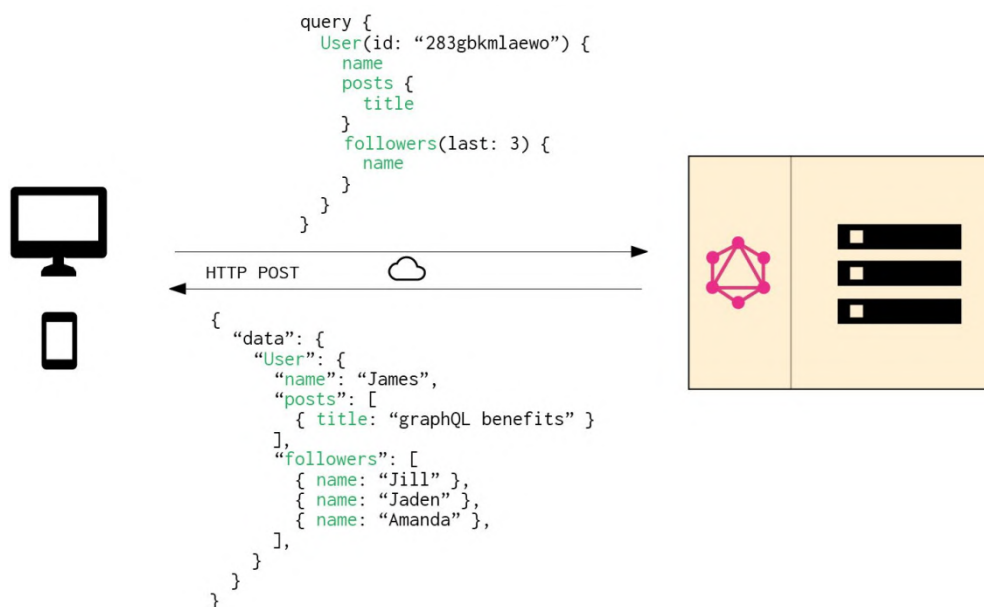 query {
User(id: “283gbkmlaewo”) {
name
posts {
title
}
followers(last: 3) {
name
}
}
}
HTTP POST
{
“data”: {
“User”: {
“name”: “James”,
“posts”: [
{ title: “graphQL benefits” }
],
“followers”: [
{ name: “Jill” },
{ name: “Jaden” },
{ name: “Amanda” },
],
}
}
}